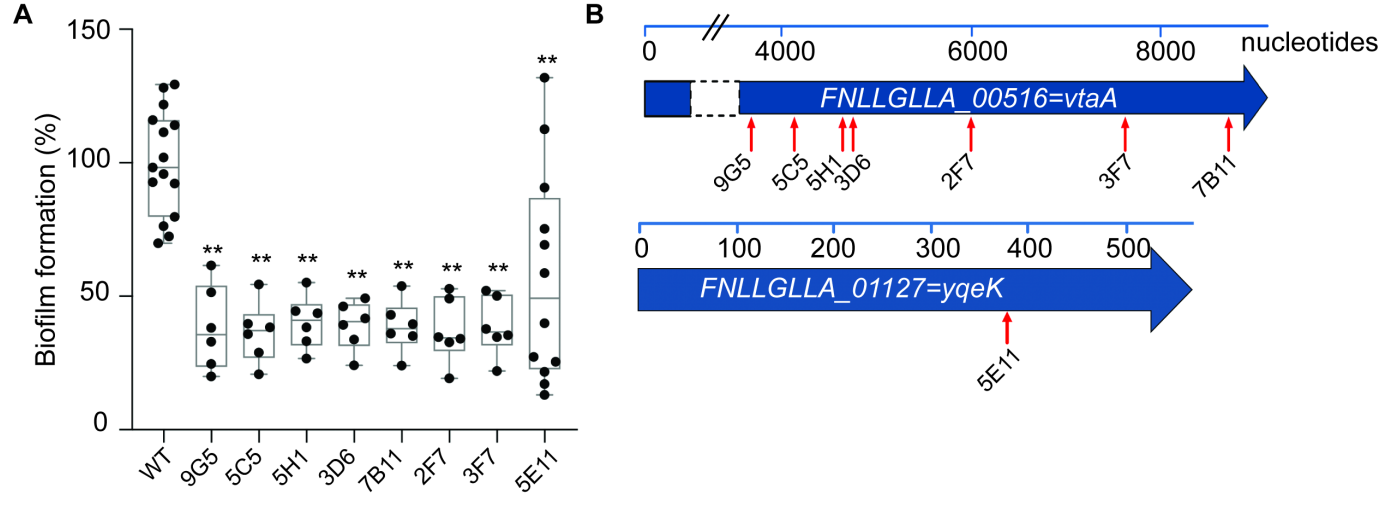 A
Biofilm formation (%)
150
100
50
0
**
**
**
**
**
**
**
**
WT
9G5
5C5
5H1
3D6
7B11
2F7
3F7
5E11
B
0 4000 6000 8000 nucleotides
FNLLGLLA_00516=vtaA
9G5
5C5
5H1
3D6
2F7
3F7
7B11
0 100 200 300 400 500
FNLLGLLA_01127=yqeK
5E11